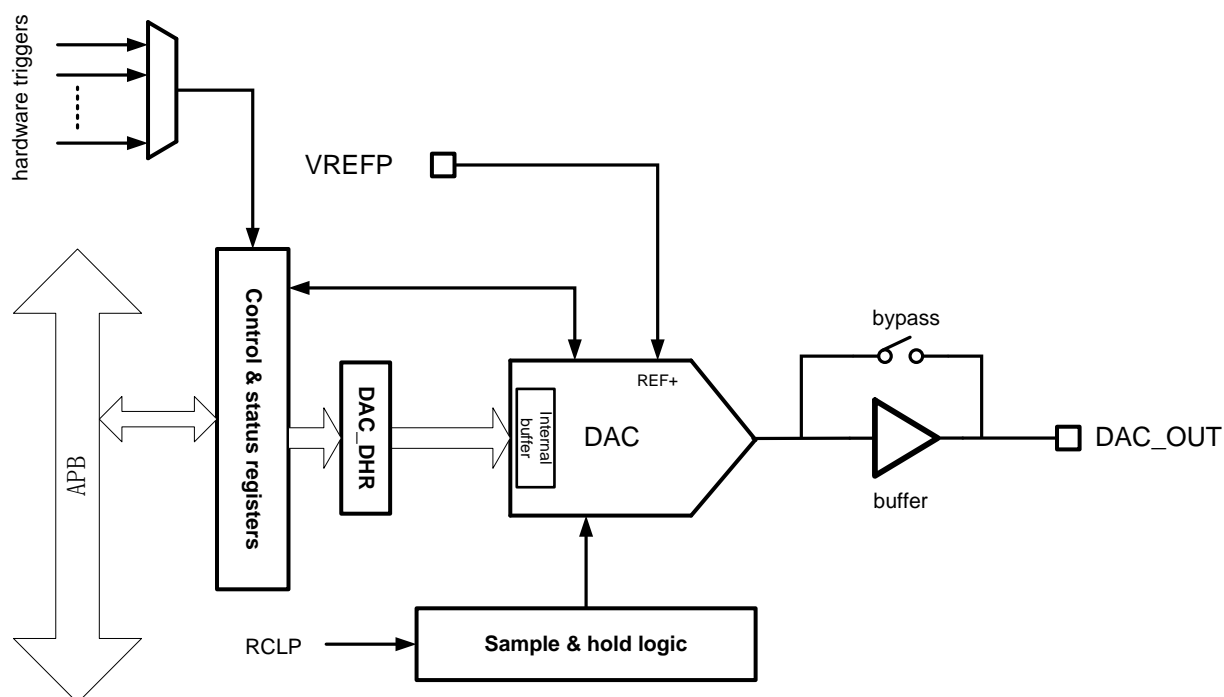 hardware triggers
VREFP
Control & status registers
bypass
REF+
DAC_DHR
Internal
buffer
DAC
DAC_OUT
APB
buffer
RCLP
Sample & hold logic